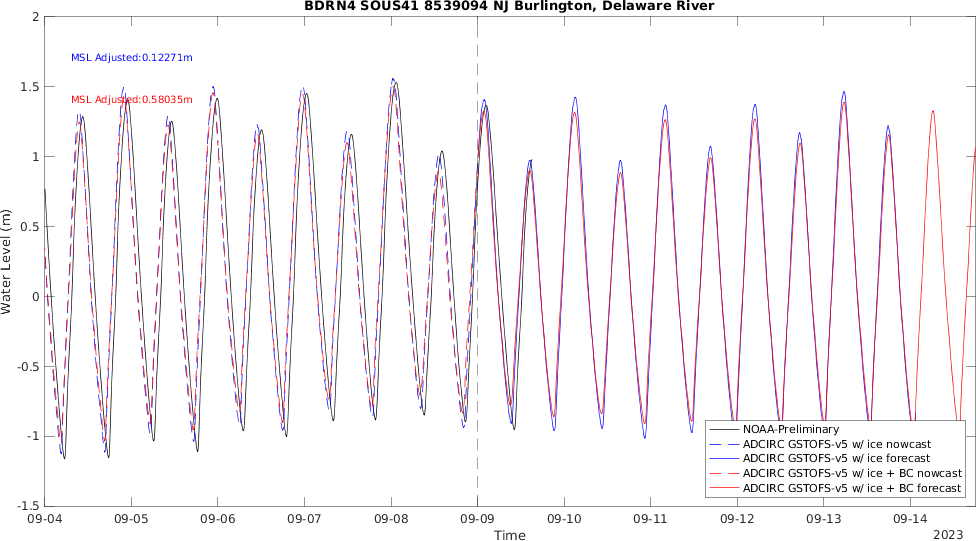 BDRN4 SOUS41 8539094 NJ Burlington, Delaware River
MSL Adjusted:0.12271m
MSL Adjusted:0.58035m
Water Level (m)
2
1.5
1
0.5
0
-0.5
-1
-1.5
NOAA-Preliminary
ADCIRC GSTOFS-v5 w/ ice nowcast
ADCIRC GSTOFS-v5 w/ ice forecast
ADCIRC GSTOFS-v5 w/ ice + BC nowcast
ADCIRC GSTOFS-v5 w/ ice + BC forecast
09-04 09-05 09-06 09-07 09-08 09-09 09-10 09-11 09-12 09-13 09-14
Time
2023